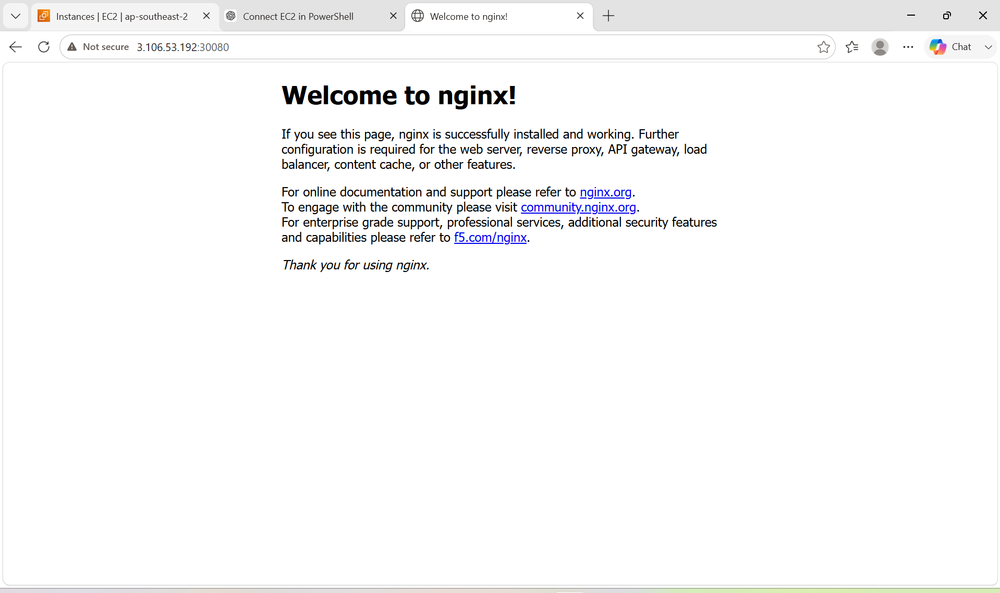 Instances | EC2 | ap-southeast-2
Connect EC2 in PowerShell
Welcome to nginx!
Not secure
3.106.53.192:30080
Chat
Welcome to nginx!
If you see this page, nginx is successfully installed and working. Further
configuration is required for the web server, reverse proxy, API gateway, load
balancer, content cache, or other features.
For online documentation and support please refer to nginx.org.
To engage with the community please visit community.nginx.org.
For enterprise grade support, professional services, additional security features
and capabilities please refer to f5.com/nginx.
Thank you for using nginx.